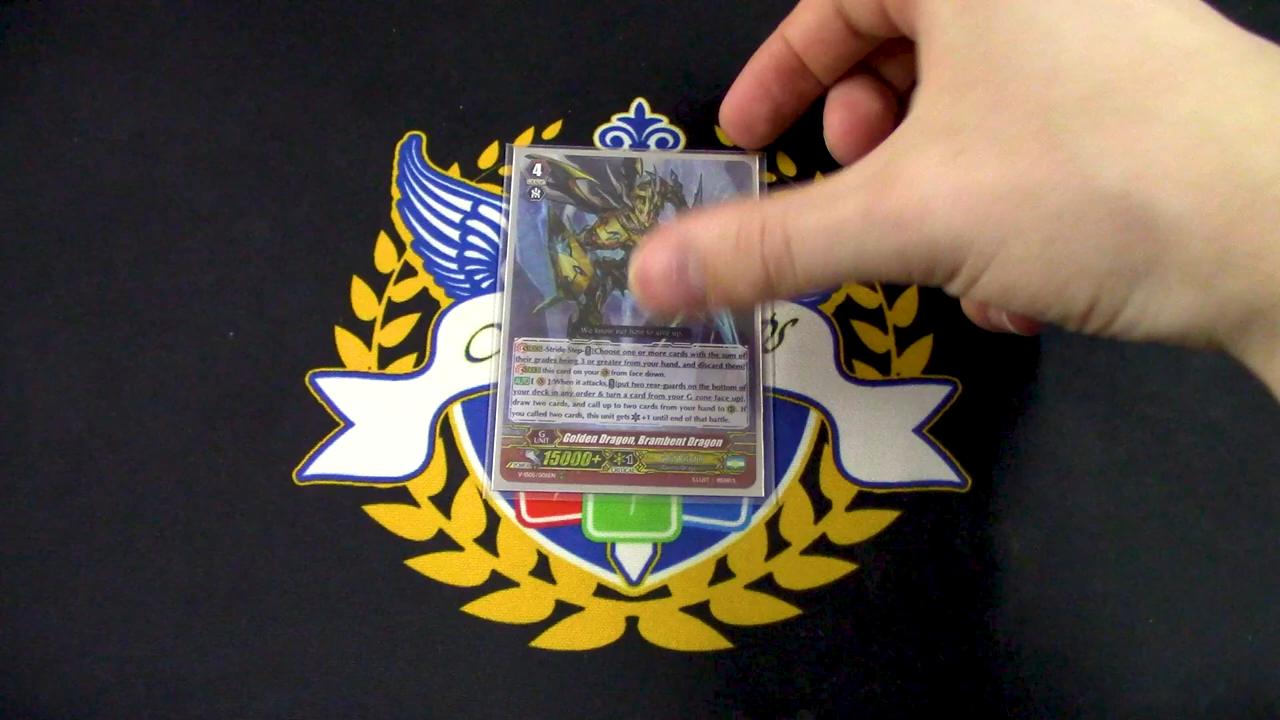 4
We know not how to give up.
-Stride Step-[Choose one or more cards with the sum of
their grades being 3 or greater from your hand, and discard them]
this card on your from face down.
AUTO [ ]:When it attacks, [put two rear-guards on the bottom of
your deck in any order & turn a card from your G zone face up],
draw two cards, and call up to two cards from your hand to . If
you called two cards, this unit gets +1 until end of that battle.
G UNIT
Golden Dragon, Brambent Dragon
15000+ 1
POWER CRITICAL
ILLUST